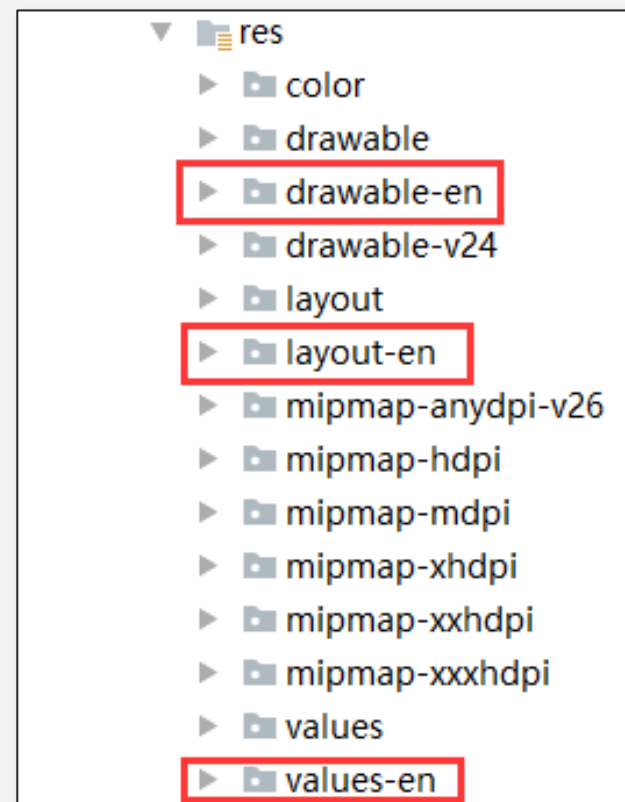 res
color
drawable
drawable-en
drawable-v24
layout
layout-en
mipmap-anydpi-v26
mipmap-hdpi
mipmap-mdpi
mipmap-xhdpi
mipmap-xxhdpi
mipmap-xxxhdpi
values
values-en